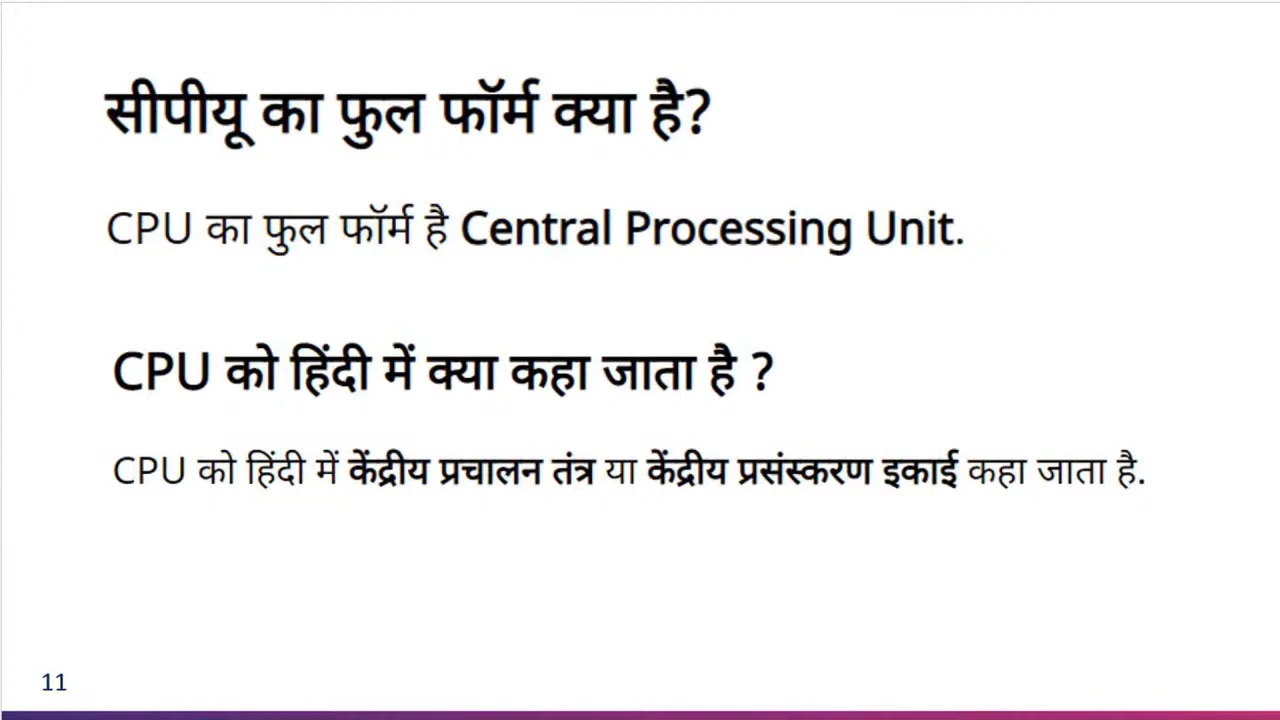 सीपीयू का फुल फॉर्म क्या है?
CPU का फुल फॉर्म है Central Processing Unit.
CPU को हिंदी में क्या कहा जाता है ?
CPU को हिंदी में केंद्रीय प्रचालन तंत्र या केंद्रीय प्रसंस्करण इकाई कहा जाता है.
11